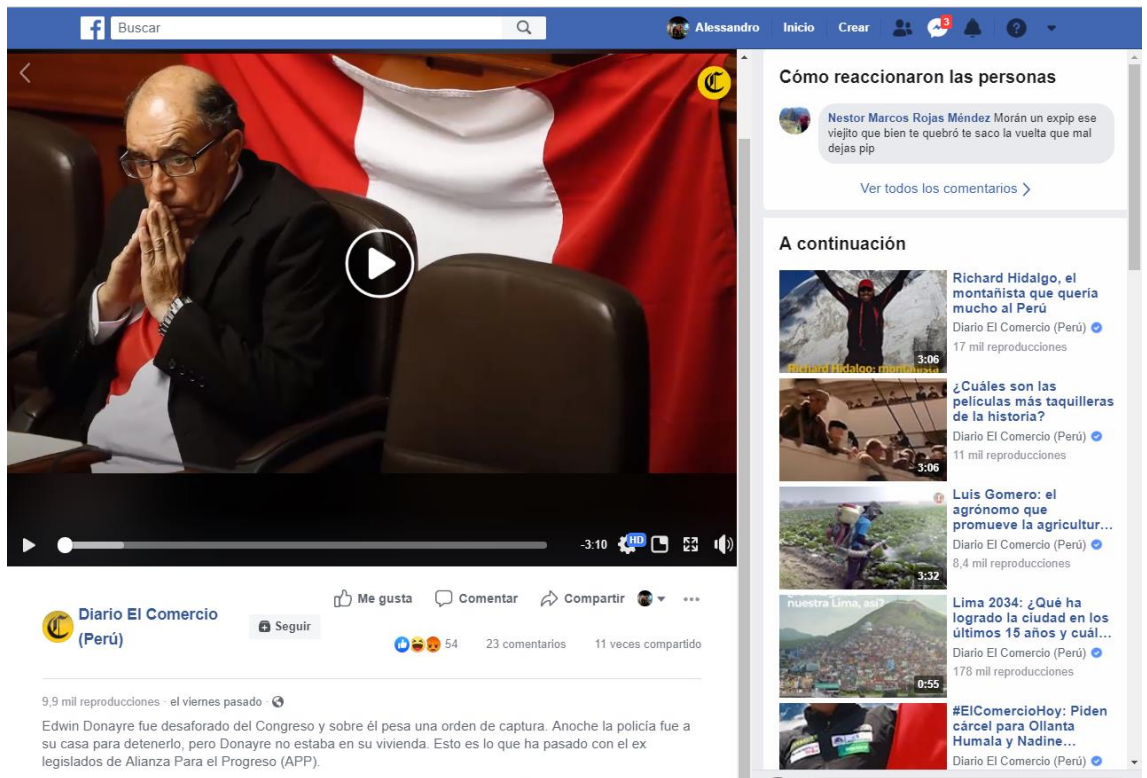 f
Buscar
Alessandro
Inicio
Crear
3
?
C
-3:10
HD
Diario El Comercio
(Perú)
Seguir
Me gusta
Comentar
Compartir
54
23 comentarios
11 veces compartido
9,9 mil reproducciones · el viernes pasado ·
Edwin Donayre fue desaforado del Congreso y sobre él pesa una orden de captura. Anoche la policía fue a
su casa para detenerlo, pero Donayre no estaba en su vivienda. Esto es lo que ha pasado con el ex
legislados de Alianza Para el Progreso (APP).
Cómo reaccionaron las personas
Nestor Marcos Rojas Méndez Morán un expip ese
viejito que bien te quebró te saco la vuelta que mal
dejas pip
Ver todos los comentarios
A continuación
Richard Hidalgo: montañista
3:06
Richard Hidalgo, el
montañista que quería
mucho al Perú
Diario El Comercio (Perú)
17 mil reproducciones
3:06
¿Cuáles son las
películas más taquilleras
de la historia?
Diario El Comercio (Perú)
11 mil reproducciones
3:32
Luis Gomero: el
agrónomo que
promueve la agricultur...
Diario El Comercio (Perú)
8,4 mil reproducciones
nuestra Lima, así?
0:55
Lima 2034: ¿Qué ha
logrado la ciudad en los
últimos 15 años y cuál...
Diario El Comercio (Perú)
178 mil reproducciones
#ElComercioHoy: Piden
cárcel para Ollanta
Humala y Nadine...
Diario El Comercio (Perú)